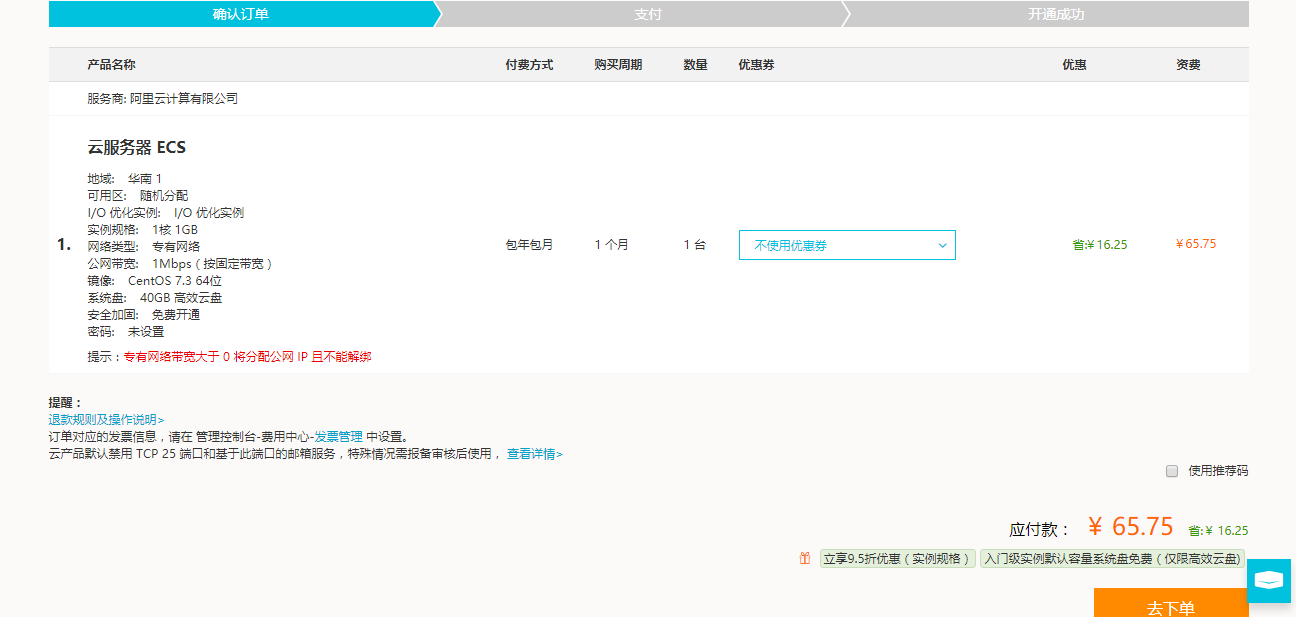 确认订单 支付 开通成功
产品名称 付费方式 购买周期 数量 优惠券 优惠 资费
服务商: 阿里云计算有限公司
云服务器 ECS
地域: 华南 1
可用区: 随机分配
I/O 优化实例: I/O 优化实例
实例规格: 1核 1GB
1. 网络类型: 专有网络 包年包月 1 个月 1 台 不使用优惠券 省:¥ 16.25 ¥ 65.75
公网带宽: 1Mbps（按固定带宽）
镜像: CentOS 7.3 64位
系统盘: 40GB 高效云盘
安全加固: 免费开通
密码: 未设置
提示：专有网络带宽大于 0 将分配公网 IP 且不能解绑
提醒：
退款规则及操作说明>
订单对应的发票信息，请在 管理控制台-费用中心-发票管理 中设置。
云产品默认禁用 TCP 25 端口和基于此端口的邮箱服务，特殊情况需报备审核后使用， 查看详情>
使用推荐码
应付款： ¥ 65.75 省:¥ 16.25
立享9.5折优惠（实例规格） 入门级实例默认容量系统盘免费（仅限高效云盘)
去下单